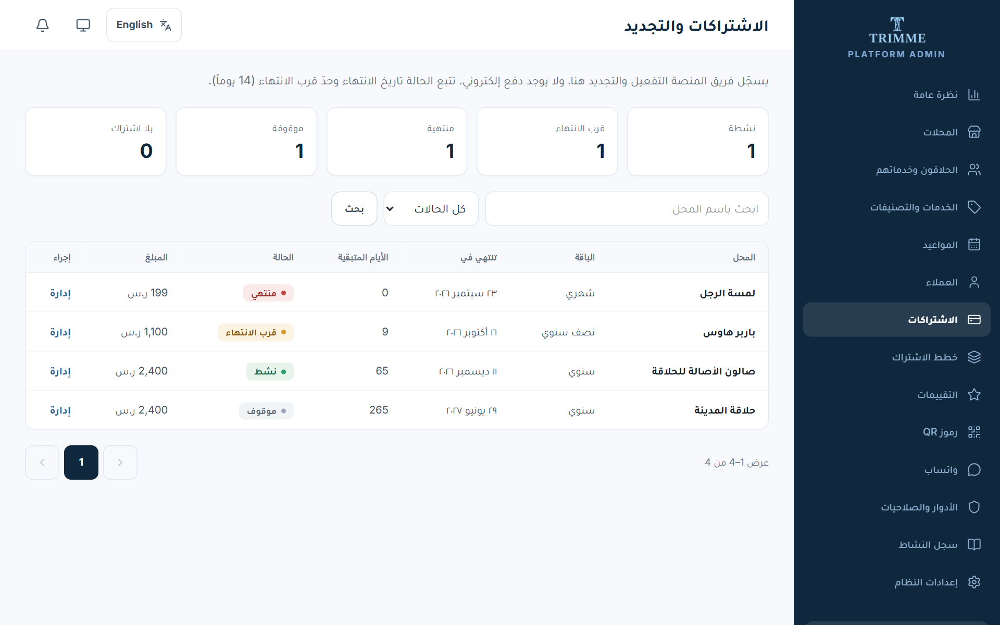 TRIMME
PLATFORM ADMIN
نظرة عامة
المحلات
الحلاقون وخدماتهم
الخدمات والتصنيفات
المواعيد
العملاء
الاشتراكات
خطط الاشتراك
التقييمات
رموز QR
واتساب
الأدوار والصلاحيات
سجل النشاط
إعدادات النظام
الاشتراكات والتجديد
English
يسجّل فريق المنصة التفعيل والتجديد هنا، ولا يوجد دفع إلكتروني. تتبع الحالة تاريخ الانتهاء وحدّ قرب الانتهاء (14 يوماً).
نشطة
1
قرب الانتهاء
1
منتهية
1
موقوفة
1
بلا اشتراك
0
ابحث باسم المحل
كل الحالات
بحث
المحل الباقة تنتهي في الأيام المتبقية الحالة المبلغ إجراء
لمسة الرجل شهري ٢٣ سبتمبر ٢٠٢٦ 0 منتهي 199 ر.س إدارة
باربر هاوس نصف سنوي ١٦ أكتوبر ٢٠٢٦ 9 قرب الانتهاء 1,100 ر.س إدارة
صالون الأصالة للحلاقة سنوي ١١ ديسمبر ٢٠٢٦ 65 نشط 2,400 ر.س إدارة
حلاقة المدينة سنوي ٢٩ يونيو ٢٠٢٧ 265 موقوف 2,400 ر.س إدارة
عرض 1–4 من 4
1